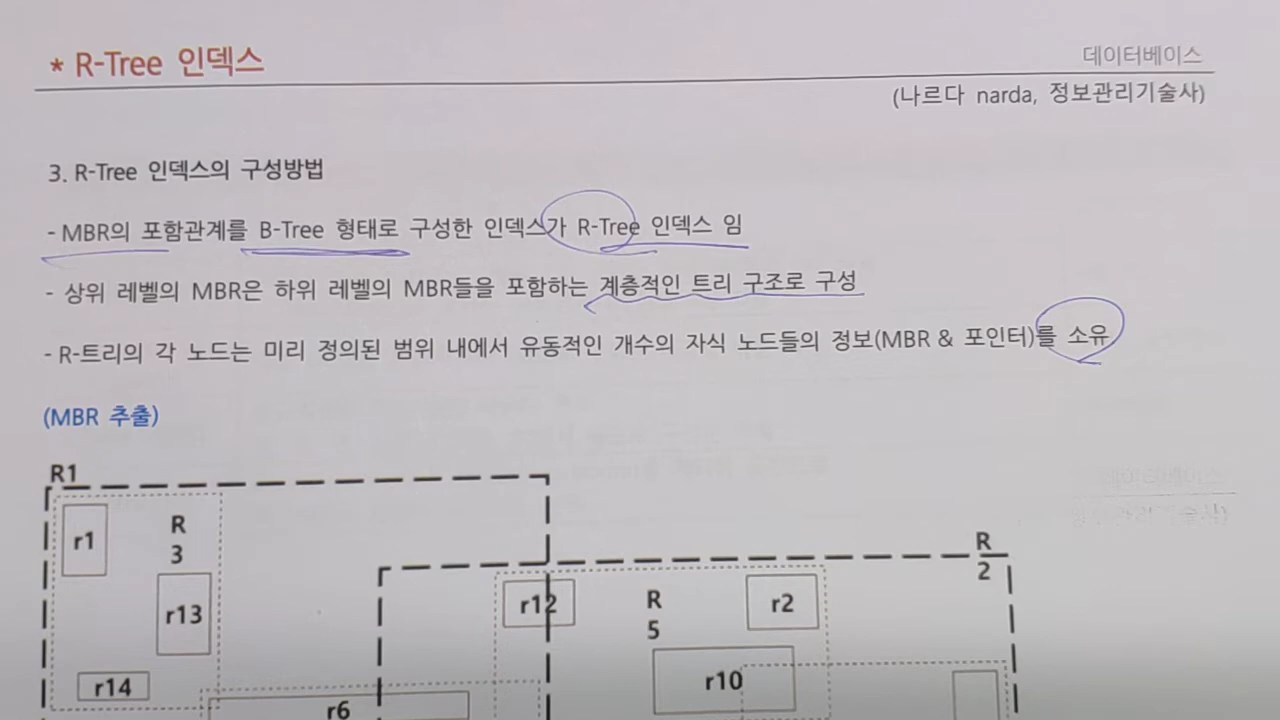 * R-Tree 인덱스
데이터베이스
(나르다 narda, 정보관리기술사)
3. R-Tree 인덱스의 구성방법
- MBR의 포함관계를 B-Tree 형태로 구성한 인덱스가 R-Tree 인덱스 임
- 상위 레벨의 MBR은 하위 레벨의 MBR들을 포함하는 계층적인 트리 구조로 구성
- R-트리의 각 노드는 미리 정의된 범위 내에서 유동적인 개수의 자식 노드들의 정보(MBR & 포인터)를 소유
(MBR 추출)
R1
r1
R
3
r13
r14
r6
R
2
r12
R
5
r2
r10